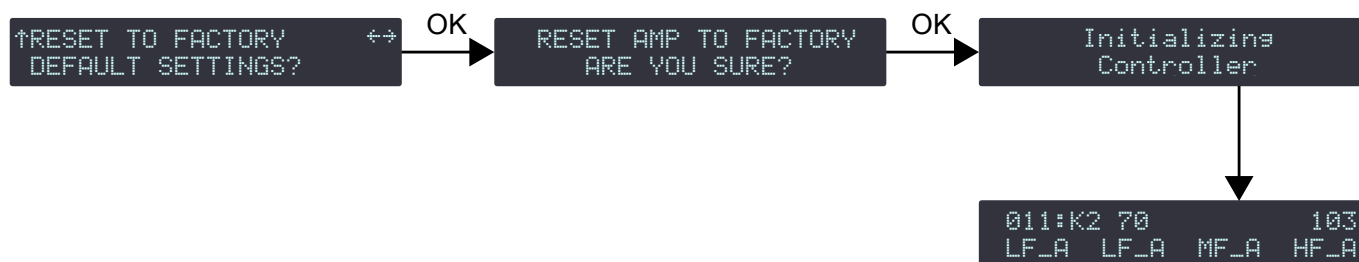 ↑RESET TO FACTORY ←→
DEFAULT SETTINGS?
OK
RESET AMP TO FACTORY
ARE YOU SURE?
OK
Initializing
Controller
011:K2 70 103
LF_A LF_A MF_A HF_A